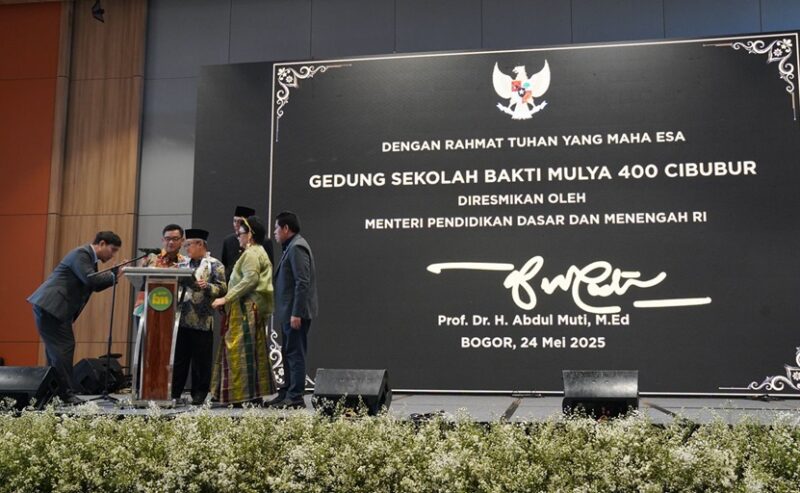 DENGAN RAHMAT TUHAN YANG MAHA ESA
GEDUNG SEKOLAH BAKTI MULYA 400 CIBUBUR
DIRESMIKAN OLEH
MENTERI PENDIDIKAN DASAR DAN MENENGAH RI
Prof. Dr. H. Abdul Muti, M.Ed
BOGOR, 24 Mei 2025